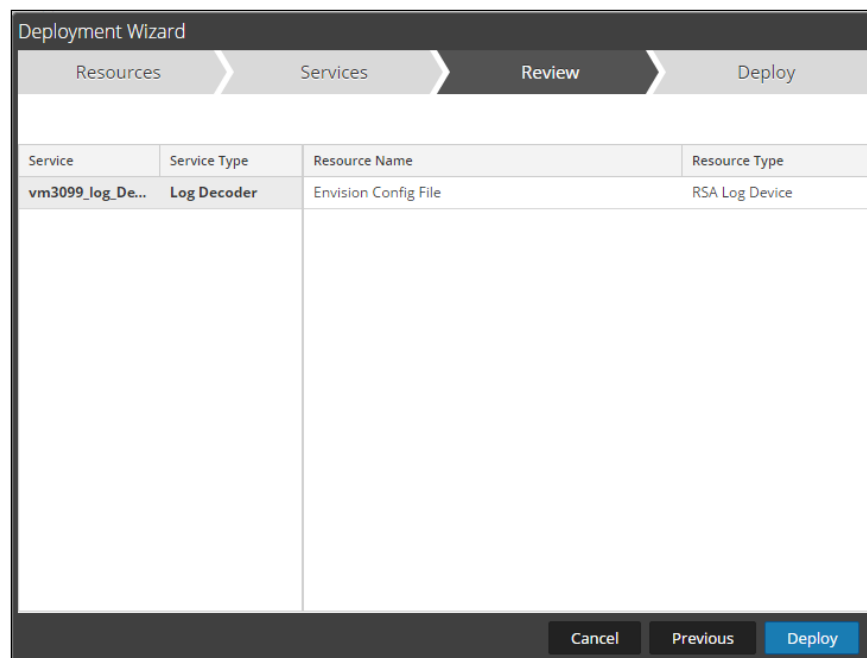 Deployment Wizard
Resources Services Review Deploy
Service Service Type Resource Name Resource Type
vm3099_log_De... Log Decoder Envision Config File RSA Log Device
Cancel Previous Deploy